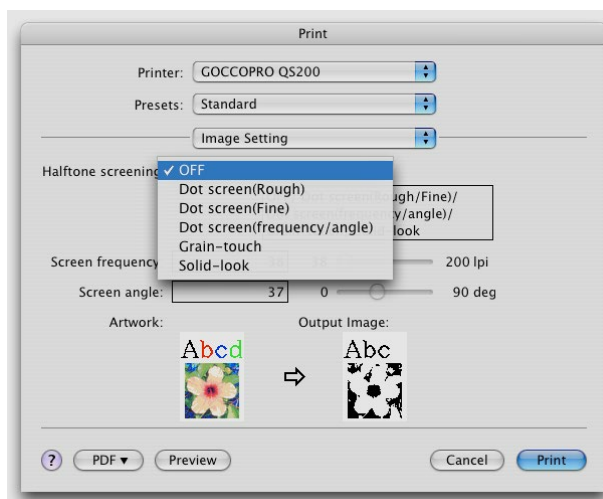 Print
Printer: GOCCOPRO QS200
Presets: Standard
Image Setting
Halftone screening
✓ OFF
Dot screen(Rough)
Dot screen(Fine)
Dot screen(frequency/angle)
Grain-touch
Solid-look
ugh/Fine)/
y/angle)/
look
Screen frequency 200 lpi
Screen angle: 37 0 90 deg
Artwork: Output Image:
Abcd Abc
? PDF▼ Preview Cancel Print